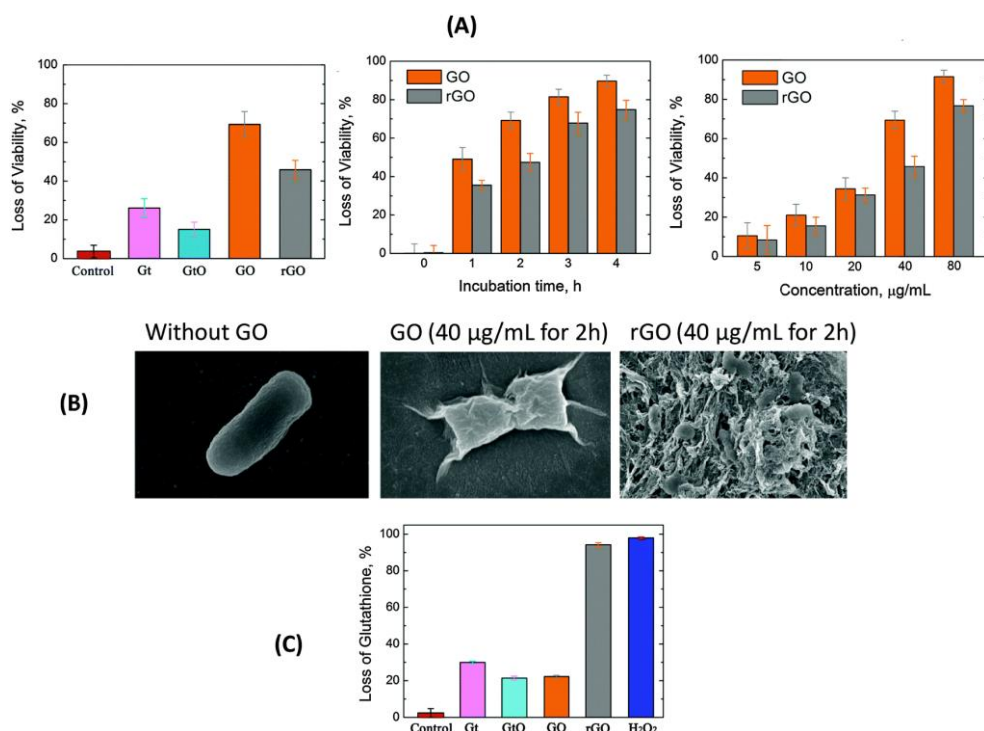 (A)
Loss of Viability, %
100
80
60
40
20
0
Control Gt GtO GO rGO
Loss of Viability, %
100
80
60
40
20
0
GO
rGO
0 1 2 3 4
Incubation time, h
Loss of Viability, %
100
80
60
40
20
0
GO
rGO
5 10 20 40 80
Concentration, µg/mL
(B)
Without GO
GO (40 µg/mL for 2h)
rGO (40 µg/mL for 2h)
(C)
Loss of Glutathione, %
100
80
60
40
20
0
Control Gt GtO GO rGO H₂O₂